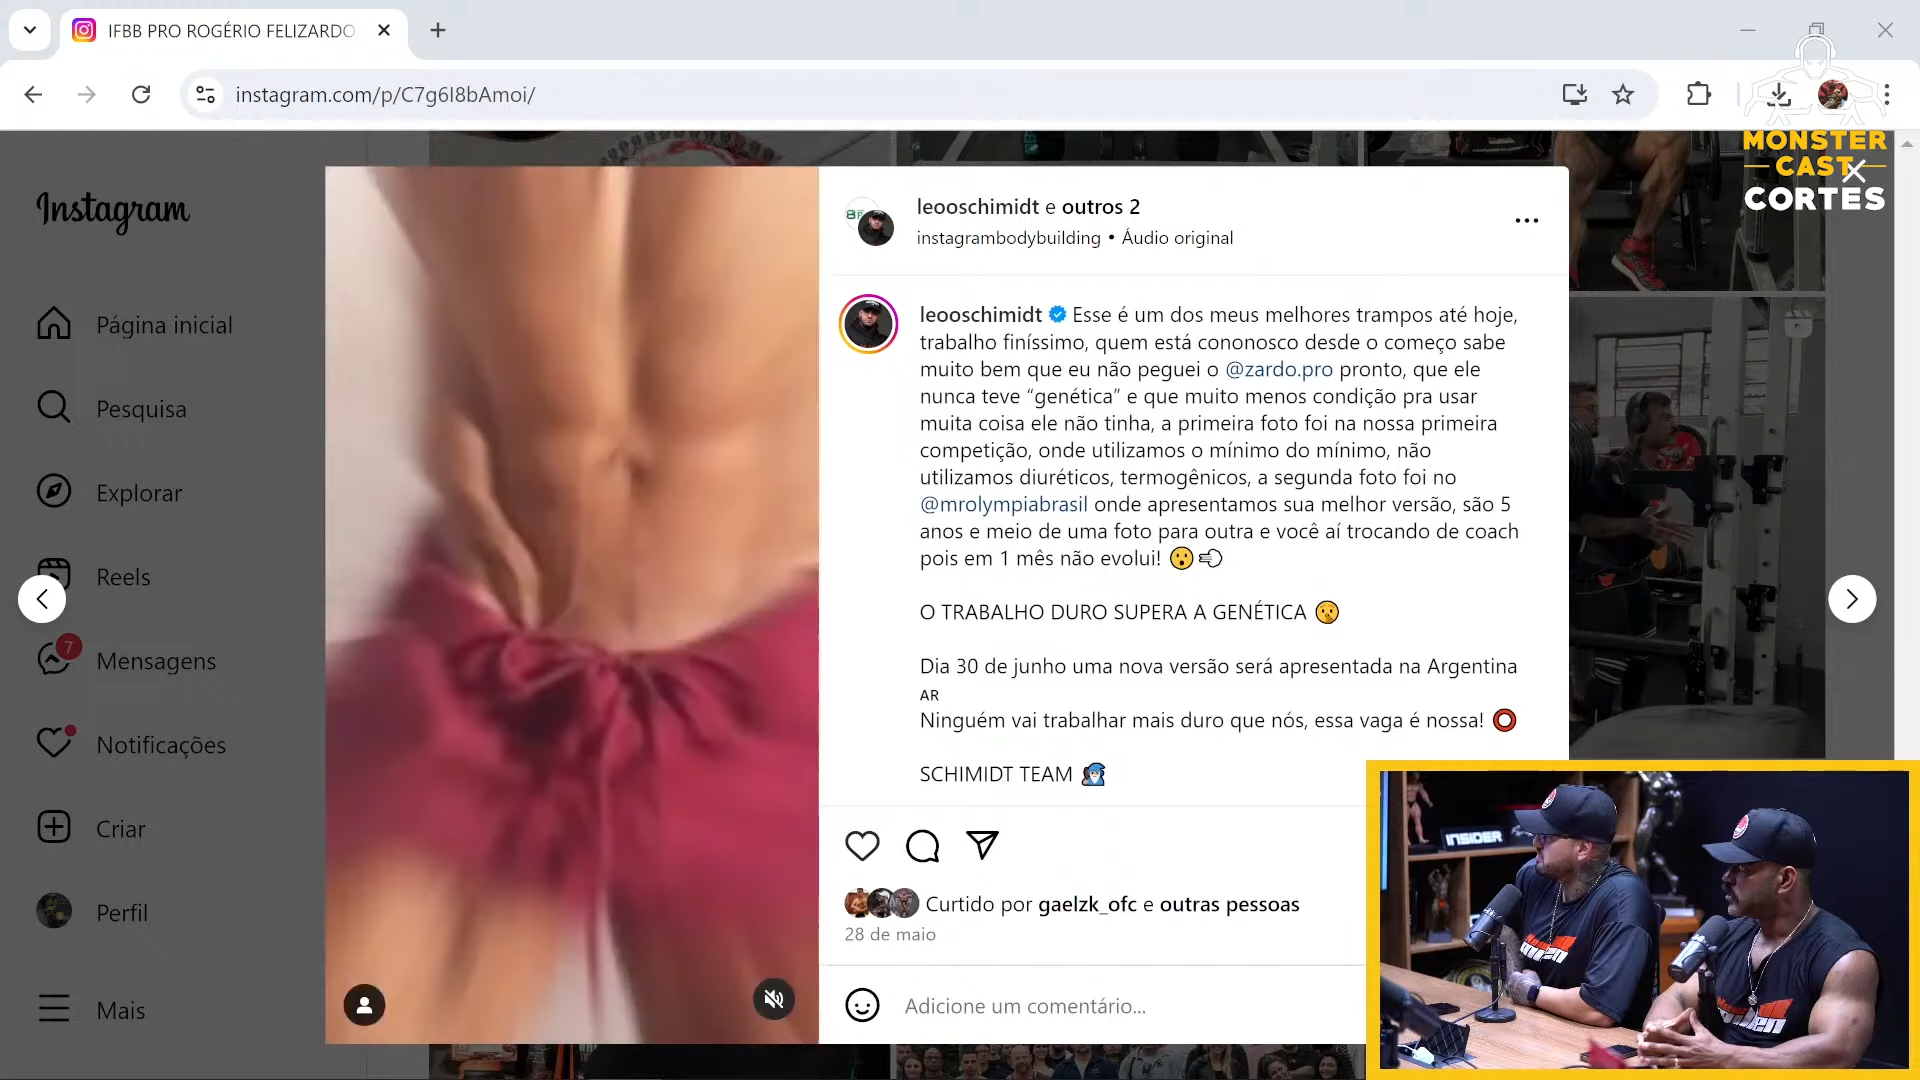 IFBB PRO ROGÉRIO FELIZARDO
instagram.com/p/C7g6I8bAmoi/
MONSTER
CAST
CORTES
Instagram
Página inicial
Pesquisa
Explorar
Reels
7
Mensagens
Notificações
Criar
Perfil
Mais
leooschimidt e outros 2
instagrambodybuilding • Áudio original
leooschimidt Esse é um dos meus melhores trampos até hoje,
trabalho finíssimo, quem está cononosco desde o começo sabe
muito bem que eu não peguei o @zardo.pro pronto, que ele
nunca teve “genética” e que muito menos condição pra usar
muita coisa ele não tinha, a primeira foto foi na nossa primeira
competição, onde utilizamos o mínimo do mínimo, não
utilizamos diuréticos, termogênicos, a segunda foto foi no
@mrolympiabrasil onde apresentamos sua melhor versão, são 5
anos e meio de uma foto para outra e você aí trocando de coach
pois em 1 mês não evolui! 😮💨
O TRABALHO DURO SUPERA A GENÉTICA 🤫
Dia 30 de junho uma nova versão será apresentada na Argentina
AR
Ninguém vai trabalhar mais duro que nós, essa vaga é nossa! ⭕
SCHIMIDT TEAM
Curtido por gaelzk_ofc e outras pessoas
28 de maio
Adicione um comentário...
INSIDER